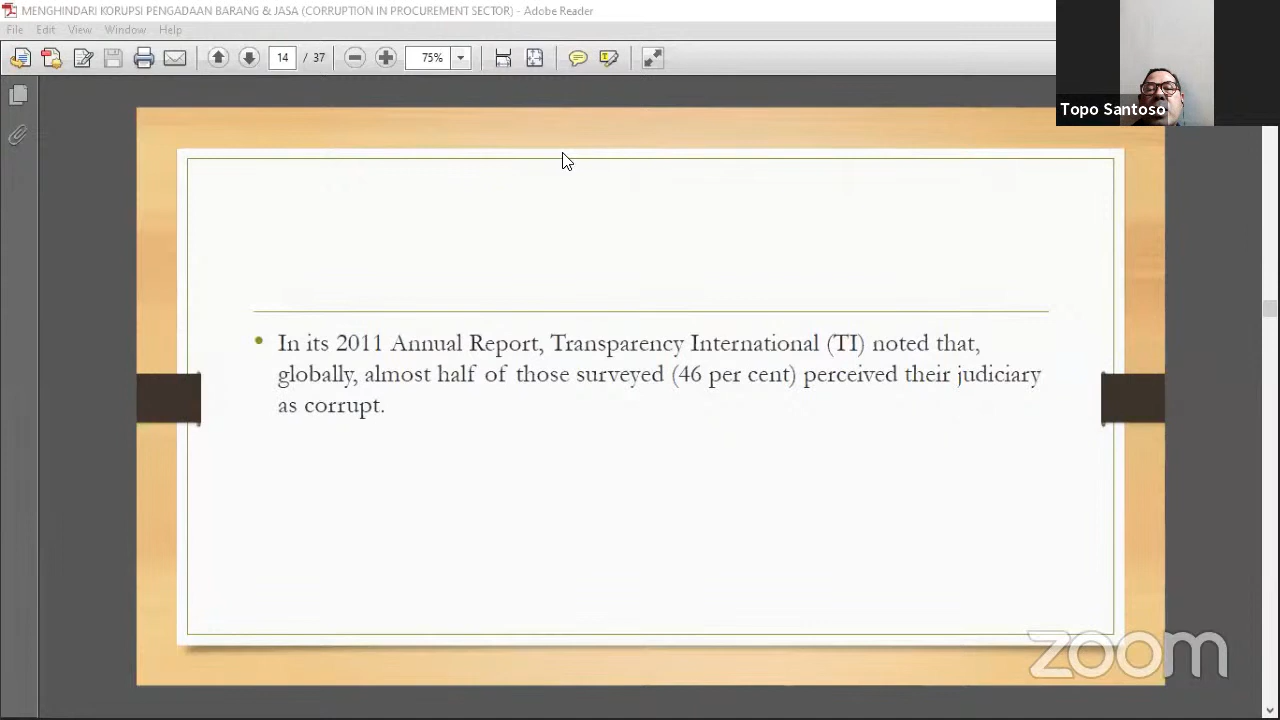 MENGHINDARI KORUPSI PENGADAAN BARANG & JASA (CORRUPTION IN PROCUREMENT SECTOR) - Adobe Reader
File Edit View Window Help
14 / 37 75%
Topo Santoso
In its 2011 Annual Report, Transparency International (TI) noted that,
globally, almost half of those surveyed (46 per cent) perceived their judiciary
as corrupt.
zoom